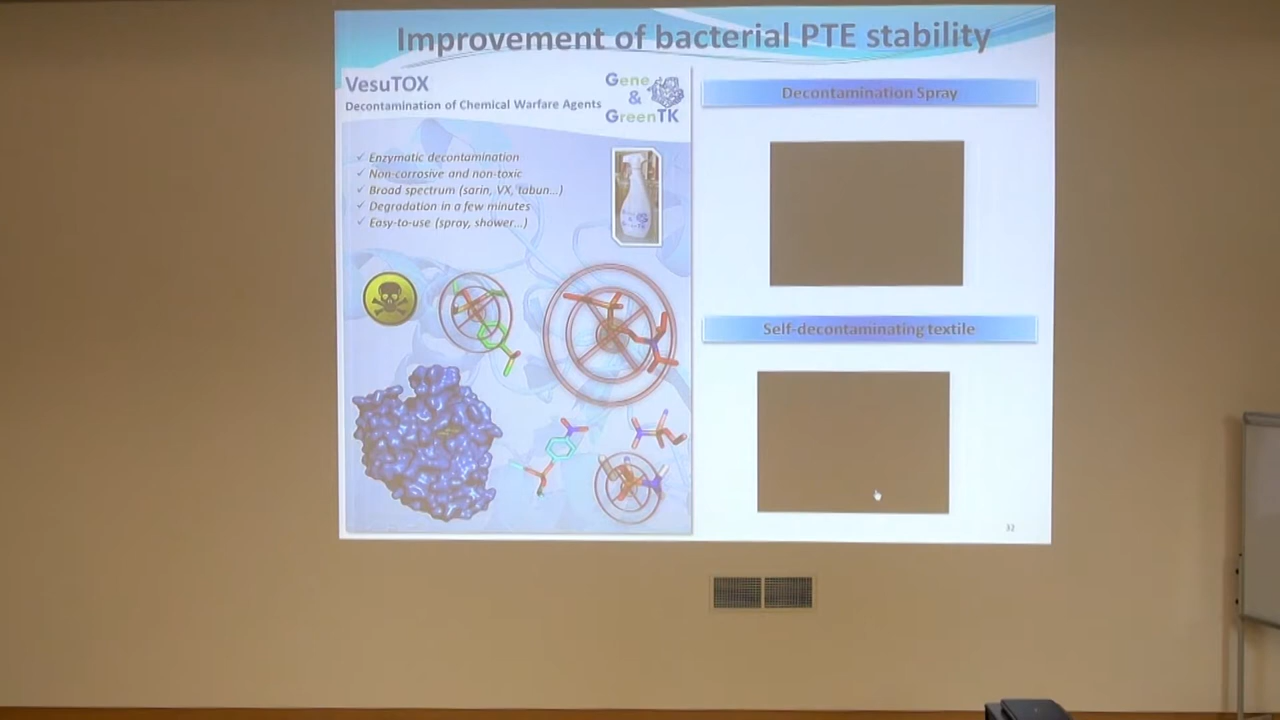 Improvement of bacterial PTE stability
VesuTOX
Decontamination of Chemical Warfare Agents
Gene
&
GreenTK
✓ Enzymatic decontamination
✓ Non-corrosive and non-toxic
✓ Broad spectrum (sarin, VX, tabun...)
✓ Degradation in a few minutes
✓ Easy-to-use (spray, shower...)
Decontamination Spray
Self-decontaminating textile
32